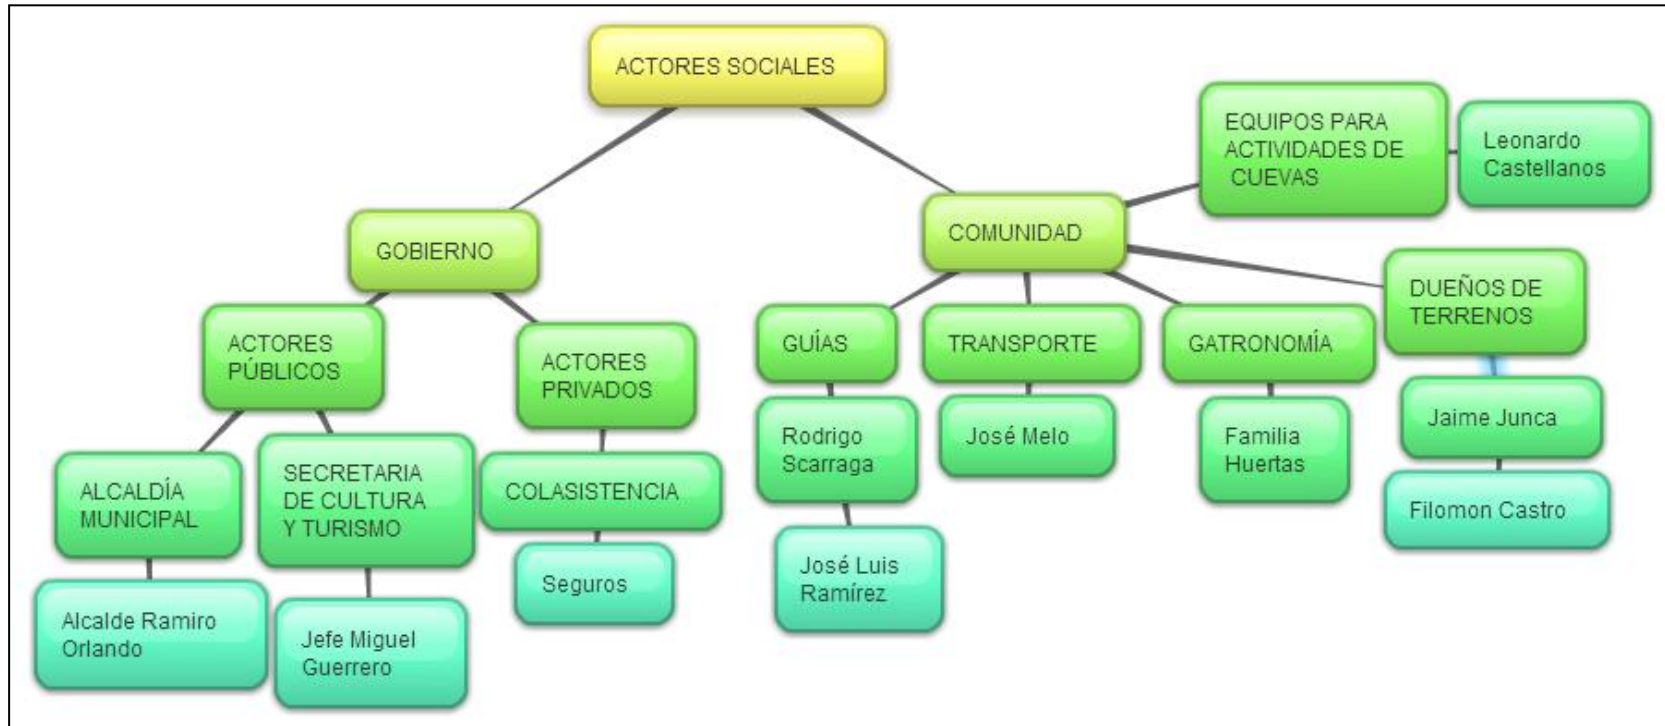 ACTORES SOCIALES
GOBIERNO
ACTORES
PÚBLICOS
ALCALDÍA
MUNICIPAL
Alcalde Ramiro
Orlando
SECRETARIA
DE CULTURA
Y TURISMO
Jefe Miguel
Guerrero
ACTORES
PRIVADOS
COLASISTENCIA
Seguros
COMUNIDAD
GUÍAS
Rodrigo
Scarraga
José Luis
Ramírez
TRANSPORTE
José Melo
GATRONOMÍA
Familia
Huertas
DUEÑOS DE
TERRENOS
Jaime Junca
Filomon Castro
EQUIPOS PARA
ACTIVIDADES DE
CUEVAS
Leonardo
Castellanos